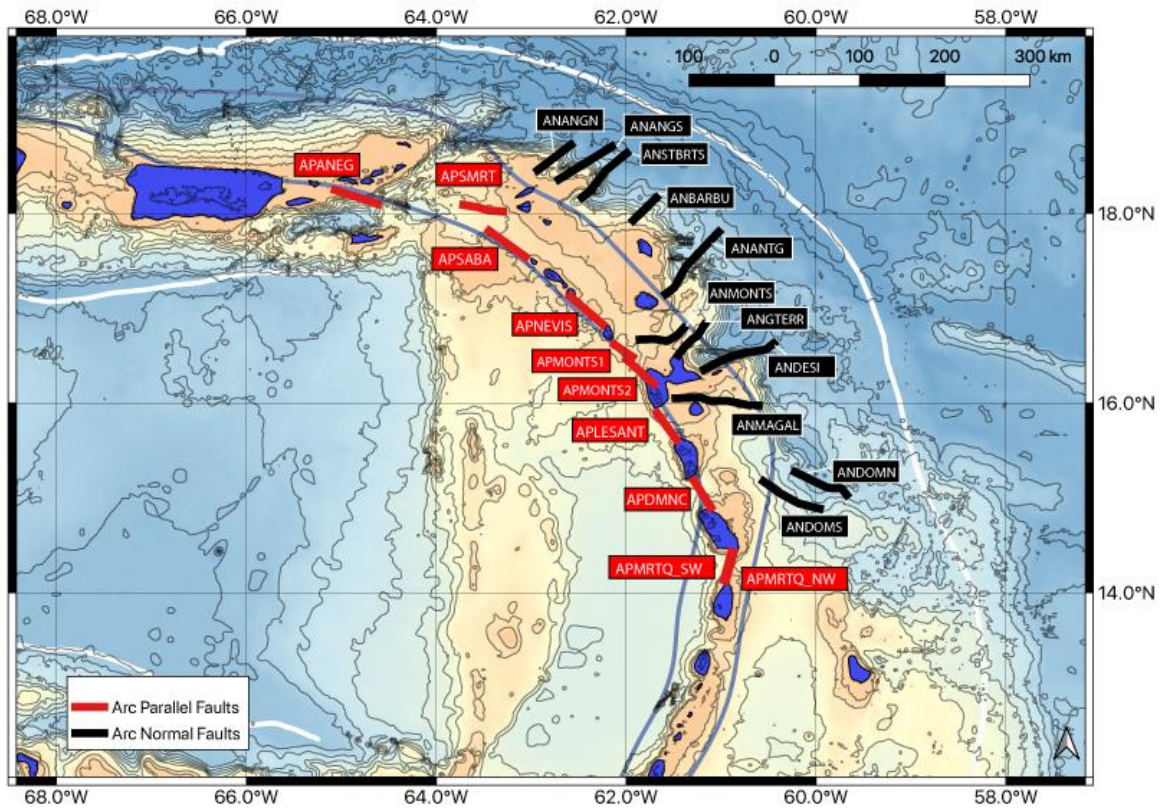 68.0°W 66.0°W 64.0°W 62.0°W 60.0°W 58.0°W
100 0 100 200 300 km
ANANGN
ANANGS
ANSTBRTS
APANEG
APSMRT
ANBARBU
18.0°N
ANANTG
APSABA
ANMONTS
ANGTERR
APNEVIS
APMONTS1
ANDESI
APMONTS2
16.0°N
ANMAGAL
APLESANT
ANDOMN
APDMNC
ANDOMS
APMRTQ_SW
APMRTQ_NW
14.0°N
Arc Parallel Faults
Arc Normal Faults
68.0°W 66.0°W 64.0°W 62.0°W 60.0°W 58.0°W